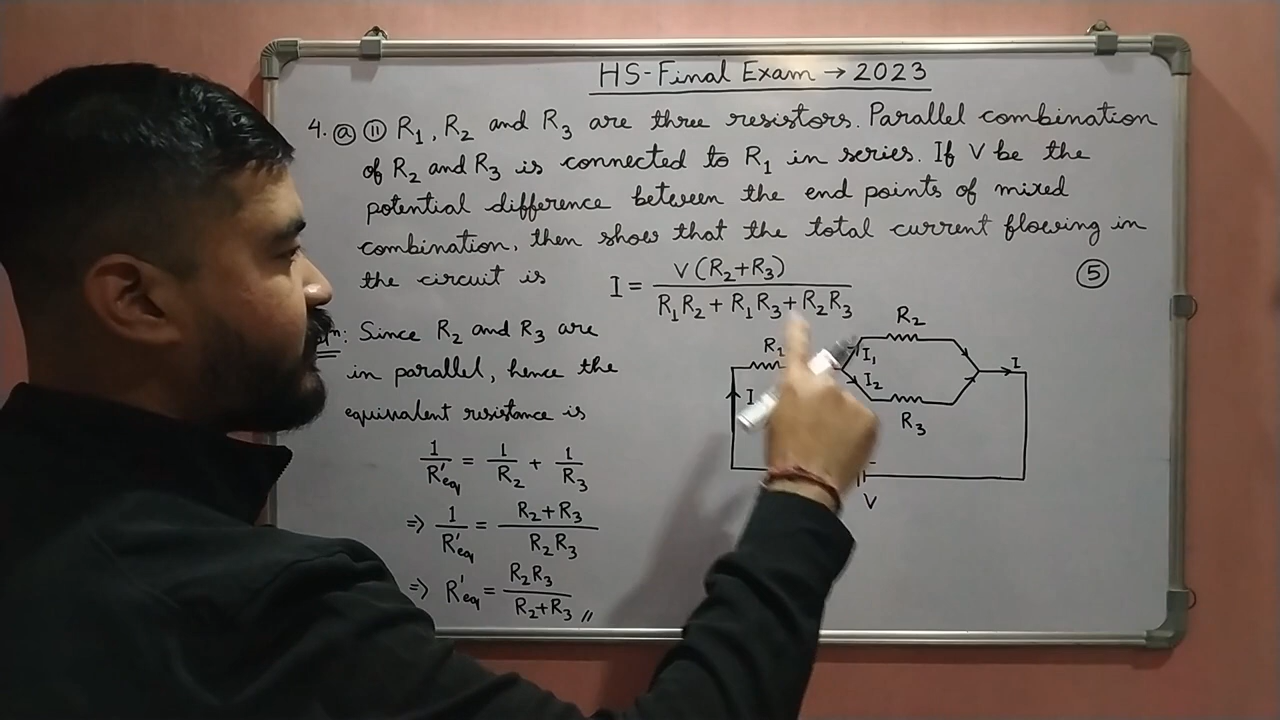 HS-Final Exam → 2023
4. (a) (II) R₁, R₂ and R₃ are three resistors. Parallel combination
of R₂ and R₃ is connected to R₁ in series. If V be the
potential difference between the end points of mixed
combination, then show that the total current flowing in
the circuit is I = V(R₂+R₃) / R₁R₂ + R₁R₃ + R₂R₃ (5)
: Since R₂ and R₃ are
in parallel, hence the
equivalent resistance is
1/R'eq = 1/R₂ + 1/R₃
⇒ 1/R'eq = R₂+R₃ / R₂R₃
⇒ R'eq = R₂R₃ / R₂+R₃ //
R₂
R₁
I₁
I
I₂
I
R₃
-
V